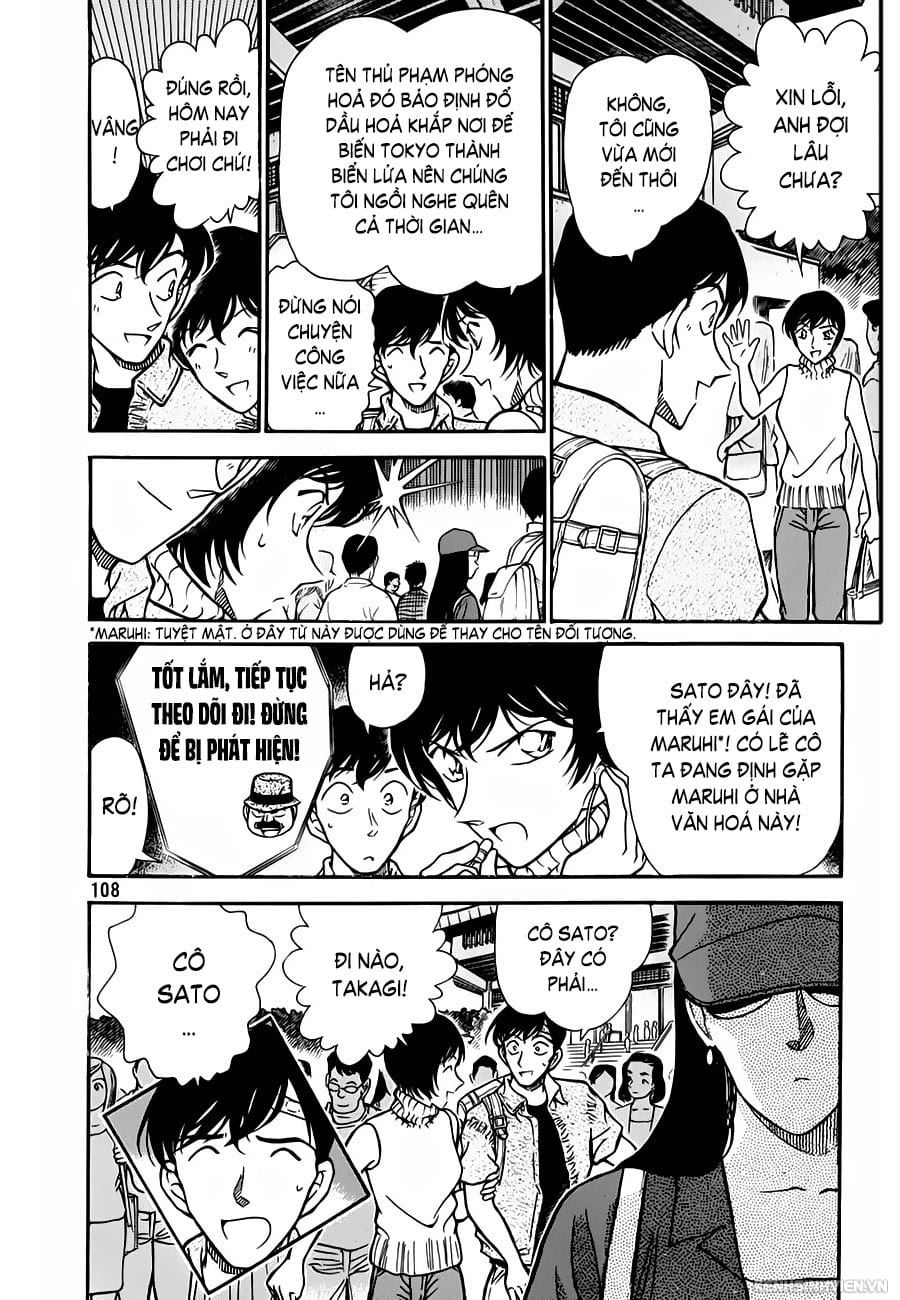 XIN LỖI,
ANH ĐỢI
LÂU
CHƯA?
KHÔNG,
TÔI CŨNG
VỪA MỚI
ĐẾN THÔI
...
TÊN THỦ PHẠM PHÓNG
HOẢ ĐÓ BẢO ĐỊNH ĐỔ
DẦU HOẢ KHẮP NƠI ĐỂ
BIẾN TOKYO THÀNH
BIỂN LỬA NÊN CHÚNG
TÔI NGỒI NGHE QUÊN
CẢ THỜI GIAN...
ĐỪNG NÓI
CHUYỆN
CÔNG
VIỆC NỮA
...
ĐÚNG RỒI,
HÔM NAY
PHẢI ĐI
CHƠI CHỨ!
VÂNG
!
*MARUHI: TUYỆT MẬT. Ở ĐÂY TỪ NÀY ĐƯỢC DÙNG ĐỂ THAY CHO TÊN ĐỐI TƯỢNG.
SATO ĐÂY! ĐÃ
THẤY EM GÁI CỦA
MARUHI*! CÓ LẼ CÔ
TA ĐANG ĐỊNH GẶP
MARUHI Ở NHÀ
VĂN HOÁ NÀY!
HẢ?
TỐT LẮM, TIẾP TỤC
THEO DÕI ĐI! ĐỪNG
ĐỂ BỊ PHÁT HIỆN!
RÕ!
108
CÔ SATO?
ĐÂY CÓ
PHẢI...
ĐI NÀO,
TAKAGI!
CÔ
SATO
...